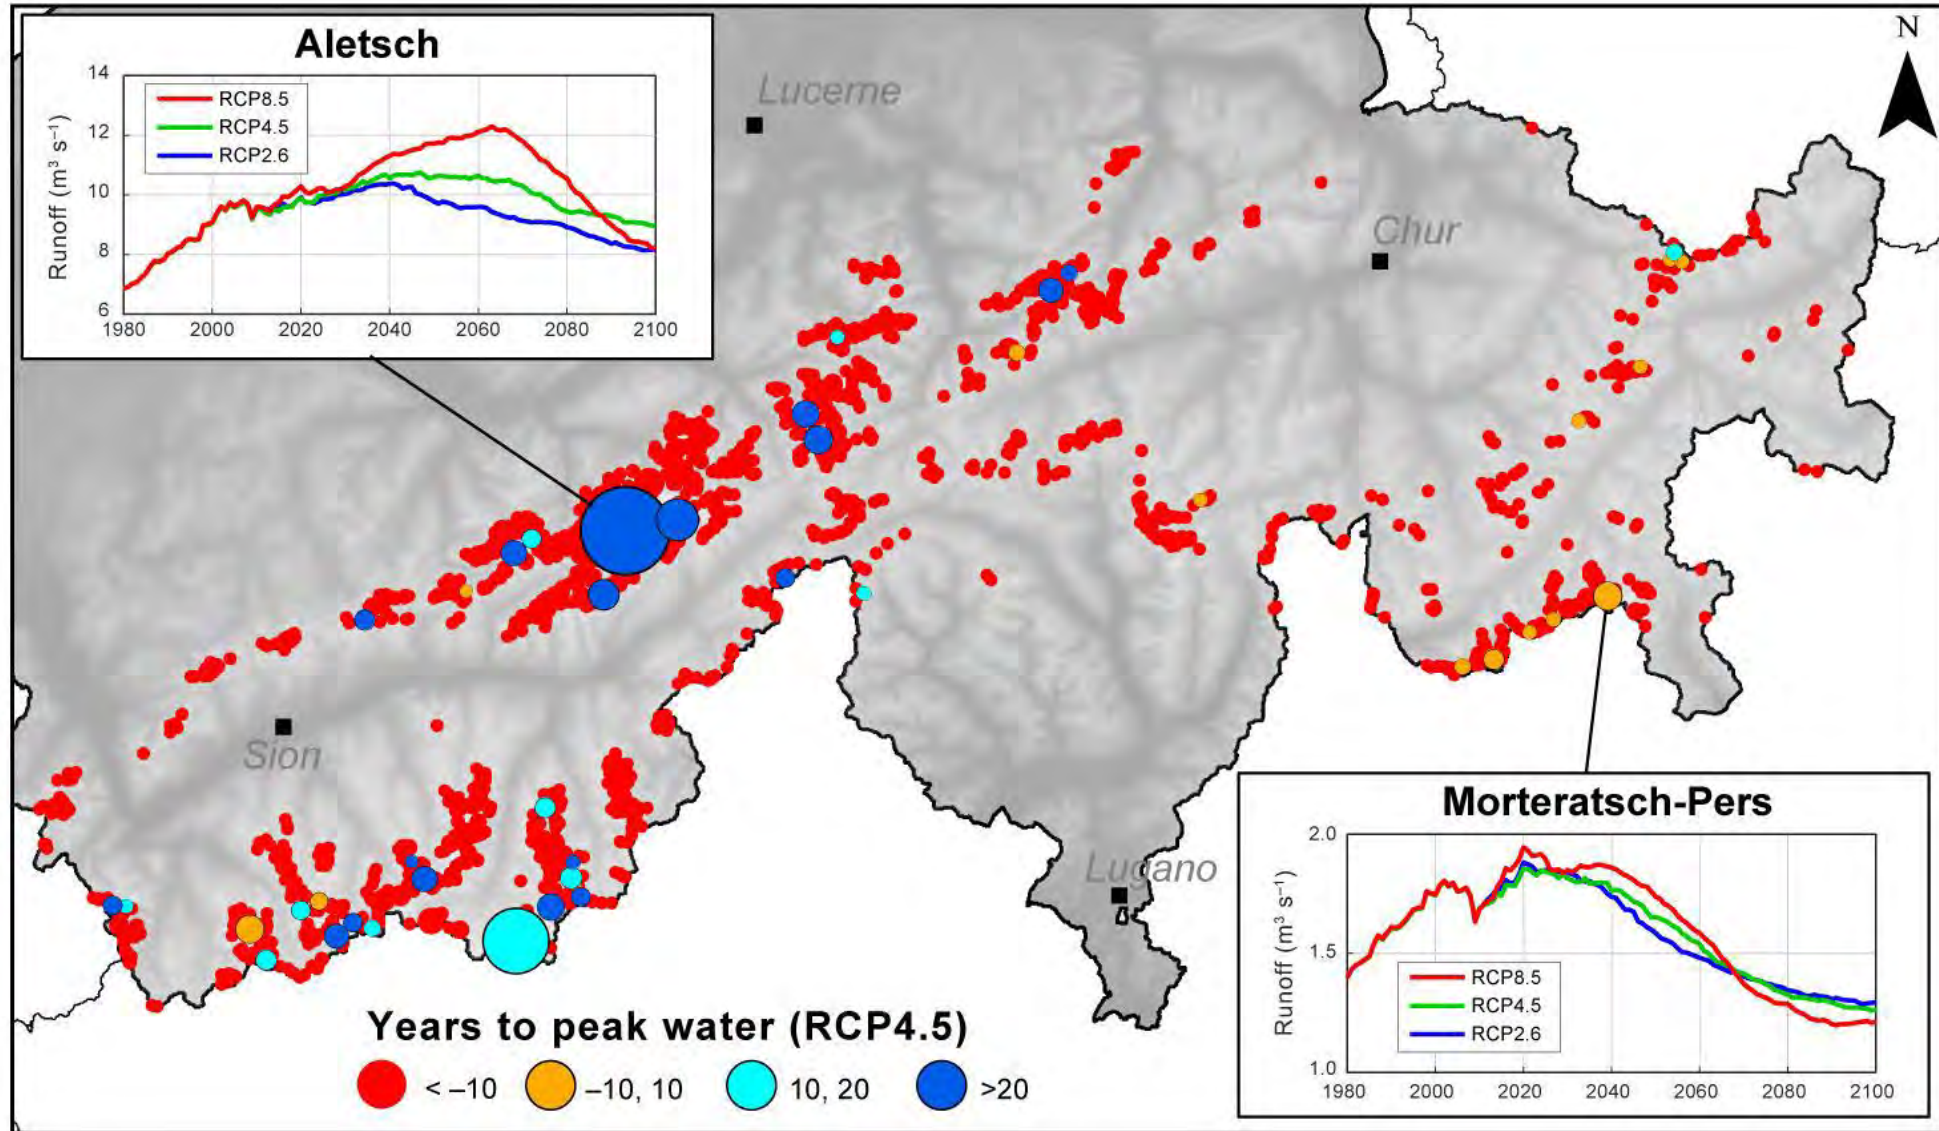 Aletsch
14
12
10
8
6
Runoff (m³ s⁻¹)
RCP8.5
RCP4.5
RCP2.6
1980 2000 2020 2040 2060 2080 2100
Lucerne
N
Chur
Sion
Lugano
Morteratsch-Pers
2.0
1.5
1.0
Runoff (m³ s⁻¹)
RCP8.5
RCP4.5
RCP2.6
1980 2000 2020 2040 2060 2080 2100
Years to peak water (RCP4.5)
< –10 –10, 10 10, 20 >20